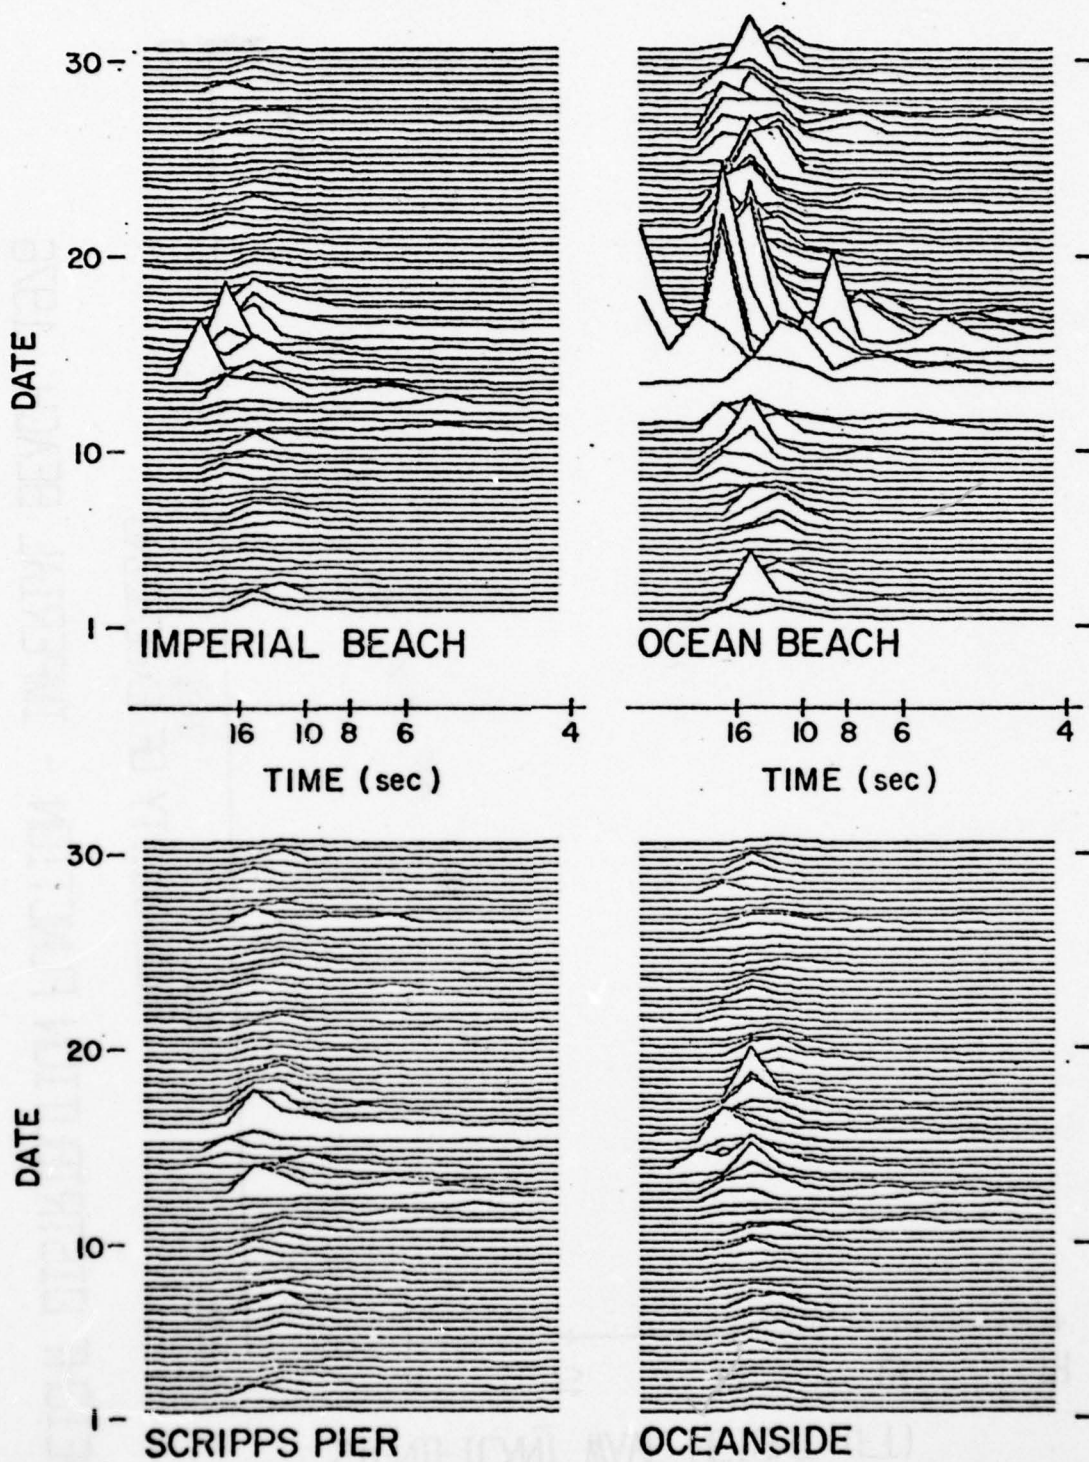 30
20
DATE
10
1
IMPERIAL BEACH
OCEAN BEACH
16 10 8 6 4
16 10 8 6 4
TIME (sec)
TIME (sec)
30
20
DATE
10
1
SCRIPPS PIER
OCEANSIDE